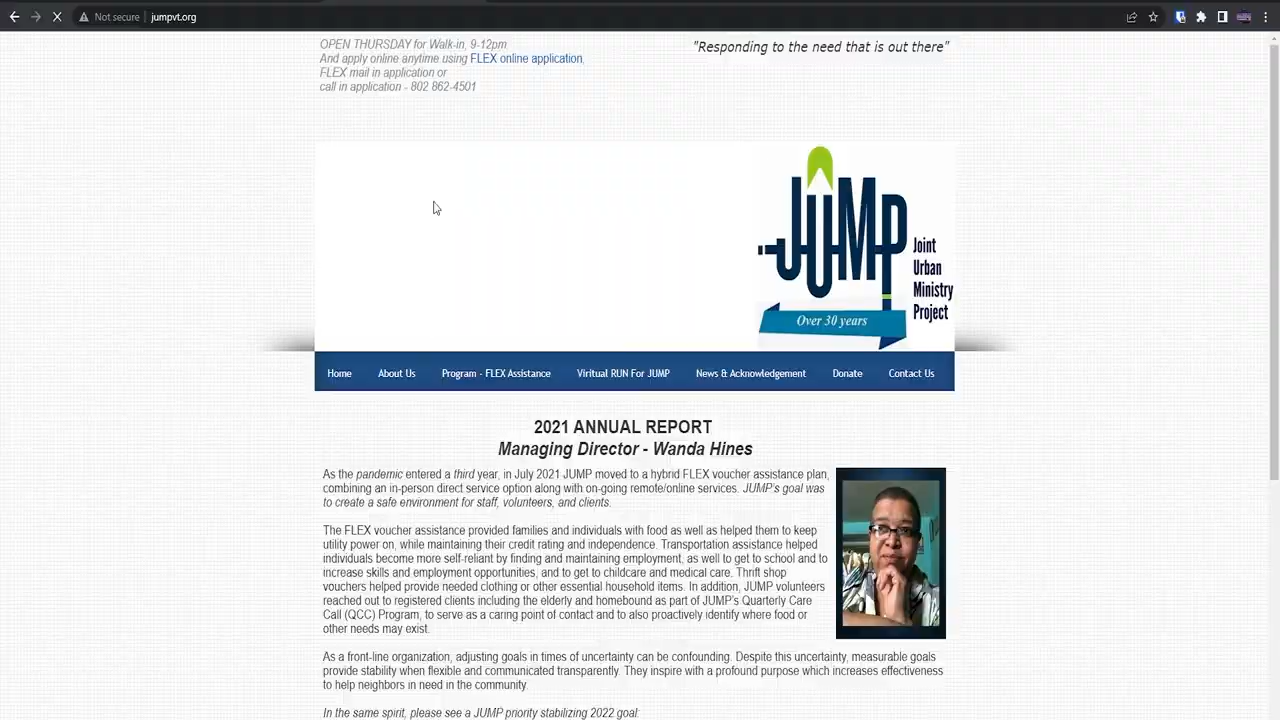 Not secure
jumpvt.org
OPEN THURSDAY for Walk-in, 9-12pm
And apply online anytime using FLEX online application,
FLEX mail in application or
call in application - 802 862-4501
"Responding to the need that is out there"
JUMP
Joint
Urban
Ministry
Project
Over 30 years
Home About Us Program - FLEX Assistance Viritual RUN For JUMP News & Acknowledgement Donate Contact Us
2021 ANNUAL REPORT
Managing Director - Wanda Hines
As the pandemic entered a third year, in July 2021 JUMP moved to a hybrid FLEX voucher assistance plan,
combining an in-person direct service option along with on-going remote/online services. JUMP's goal was
to create a safe environment for staff, volunteers, and clients.
The FLEX voucher assistance provided families and individuals with food as well as helped them to keep
utility power on, while maintaining their credit rating and independence. Transportation assistance helped
individuals become more self-reliant by finding and maintaining employment, as well to get to school and to
increase skills and employment opportunities, and to get to childcare and medical care. Thrift shop
vouchers helped provide needed clothing or other essential household items. In addition, JUMP volunteers
reached out to registered clients including the elderly and homebound as part of JUMP's Quarterly Care
Call (QCC) Program, to serve as a caring point of contact and to also proactively identify where food or
other needs may exist.
As a front-line organization, adjusting goals in times of uncertainty can be confounding. Despite this uncertainty, measurable goals
provide stability when flexible and communicated transparently. They inspire with a profound purpose which increases effectiveness
to help neighbors in need in the community.
In the same spirit, please see a JUMP priority stabilizing 2022 goal: